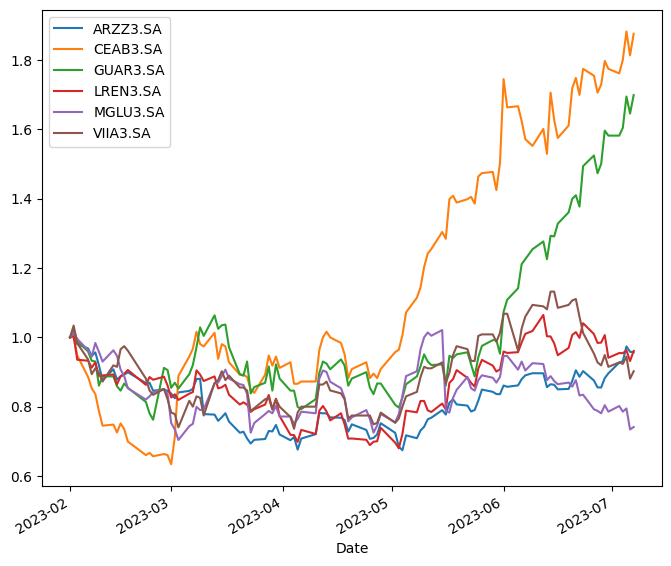 ARZZ3.SA
CEAB3.SA
GUAR3.SA
LREN3.SA
MGLU3.SA
VIIA3.SA
1.8
1.6
1.4
1.2
1.0
0.8
0.6
2023-02
2023-03
2023-04
2023-05
2023-06
2023-07
Date